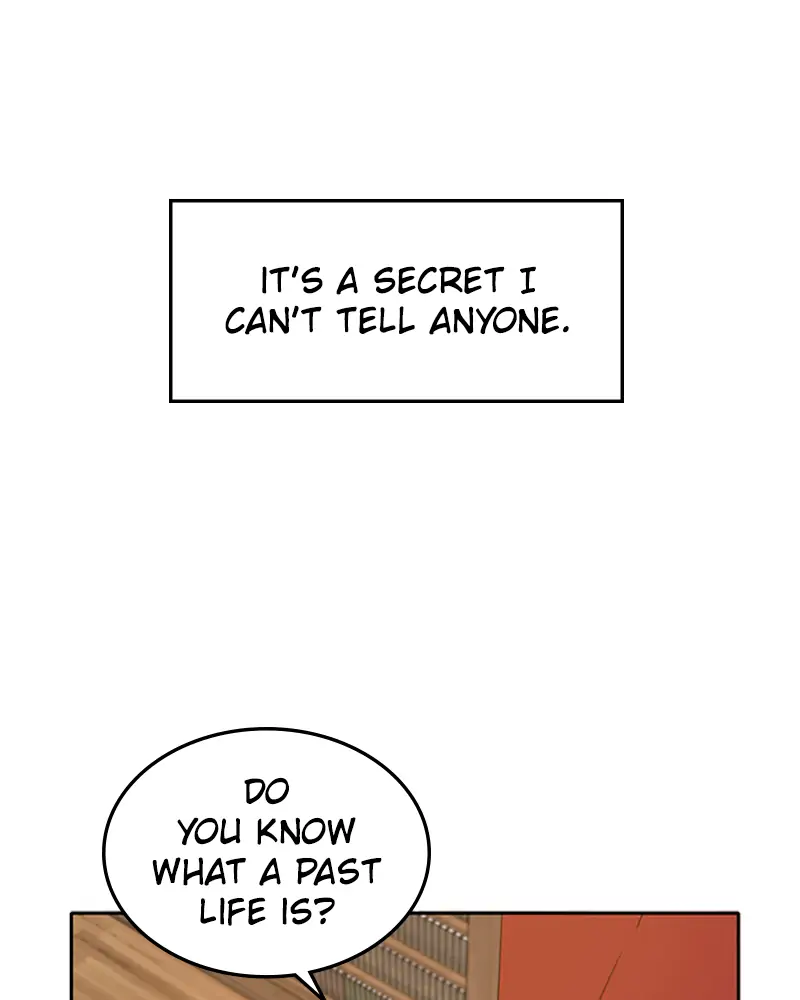 IT'S A SECRET I
CAN'T TELL ANYONE.
DO
YOU KNOW
WHAT A PAST
LIFE IS?